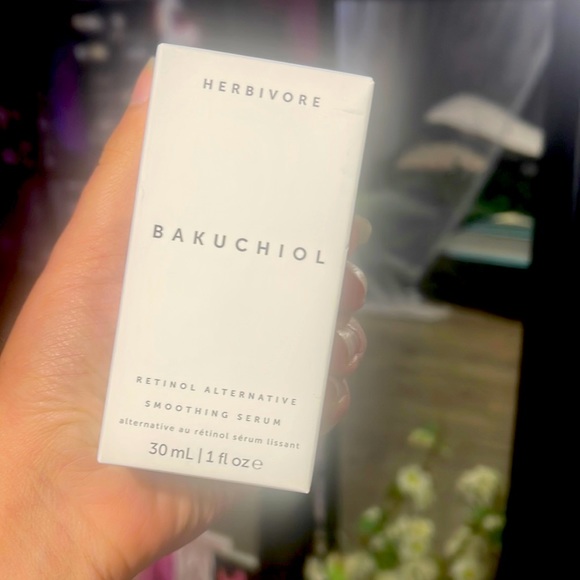 HERBIVORE
BAKUCHIOL
RETINOL ALTERNATIVE
SMOOTHING SERUM
alternative au rétinol sérum lissant
30 mL | 1 fl oz ℮